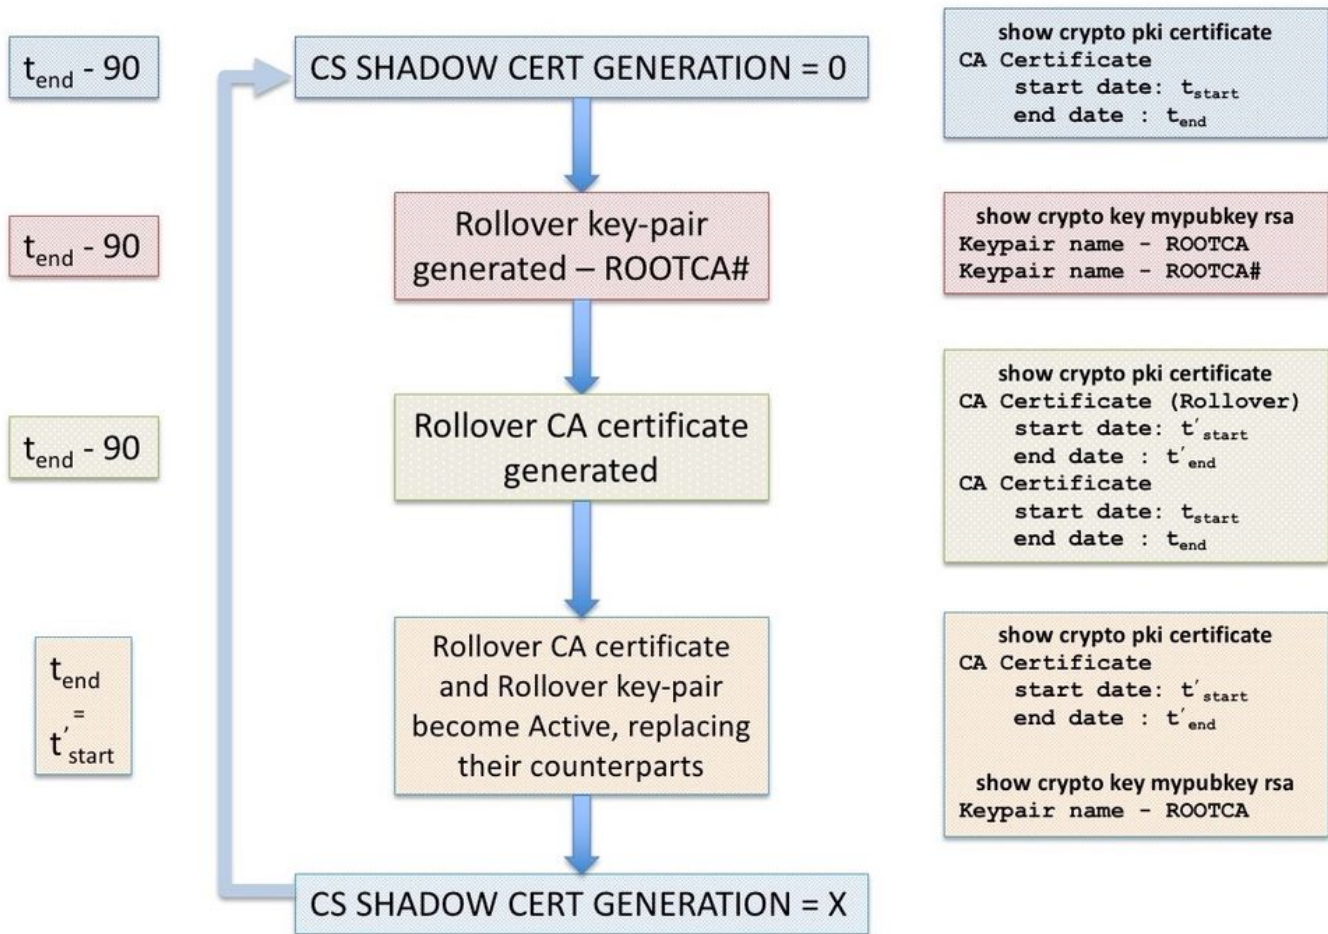 t_end - 90
CS SHADOW CERT GENERATION = 0
show crypto pki certificate
CA Certificate
start date: t_start
end date : t_end
t_end - 90
Rollover key-pair
generated – ROOTCA#
show crypto key mypubkey rsa
Keypair name - ROOTCA
Keypair name - ROOTCA#
t_end - 90
Rollover CA certificate
generated
show crypto pki certificate
CA Certificate (Rollover)
start date: t'_start
end date : t'_end
CA Certificate
start date: t_start
end date : t_end
t_end
=
t'_start
Rollover CA certificate
and Rollover key-pair
become Active, replacing
their counterparts
show crypto pki certificate
CA Certificate
start date: t'_start
end date : t'_end
show crypto key mypubkey rsa
Keypair name - ROOTCA
CS SHADOW CERT GENERATION = X